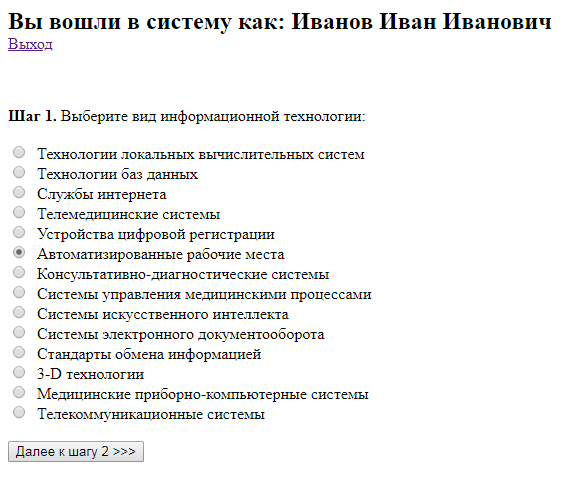 Вы вошли в систему как: Иванов Иван Иванович
Выход
Шаг 1. Выберите вид информационной технологии:
Технологии локальных вычислительных систем
Технологии баз данных
Службы интернета
Телемедицинские системы
Устройства цифровой регистрации
Автоматизированные рабочие места
Консультативно-диагностические системы
Системы управления медицинскими процессами
Системы искусственного интеллекта
Системы электронного документооборота
Стандарты обмена информацией
3-D технологии
Медицинские приборно-компьютерные системы
Телекоммуникационные системы
Далее к шагу 2 >>>